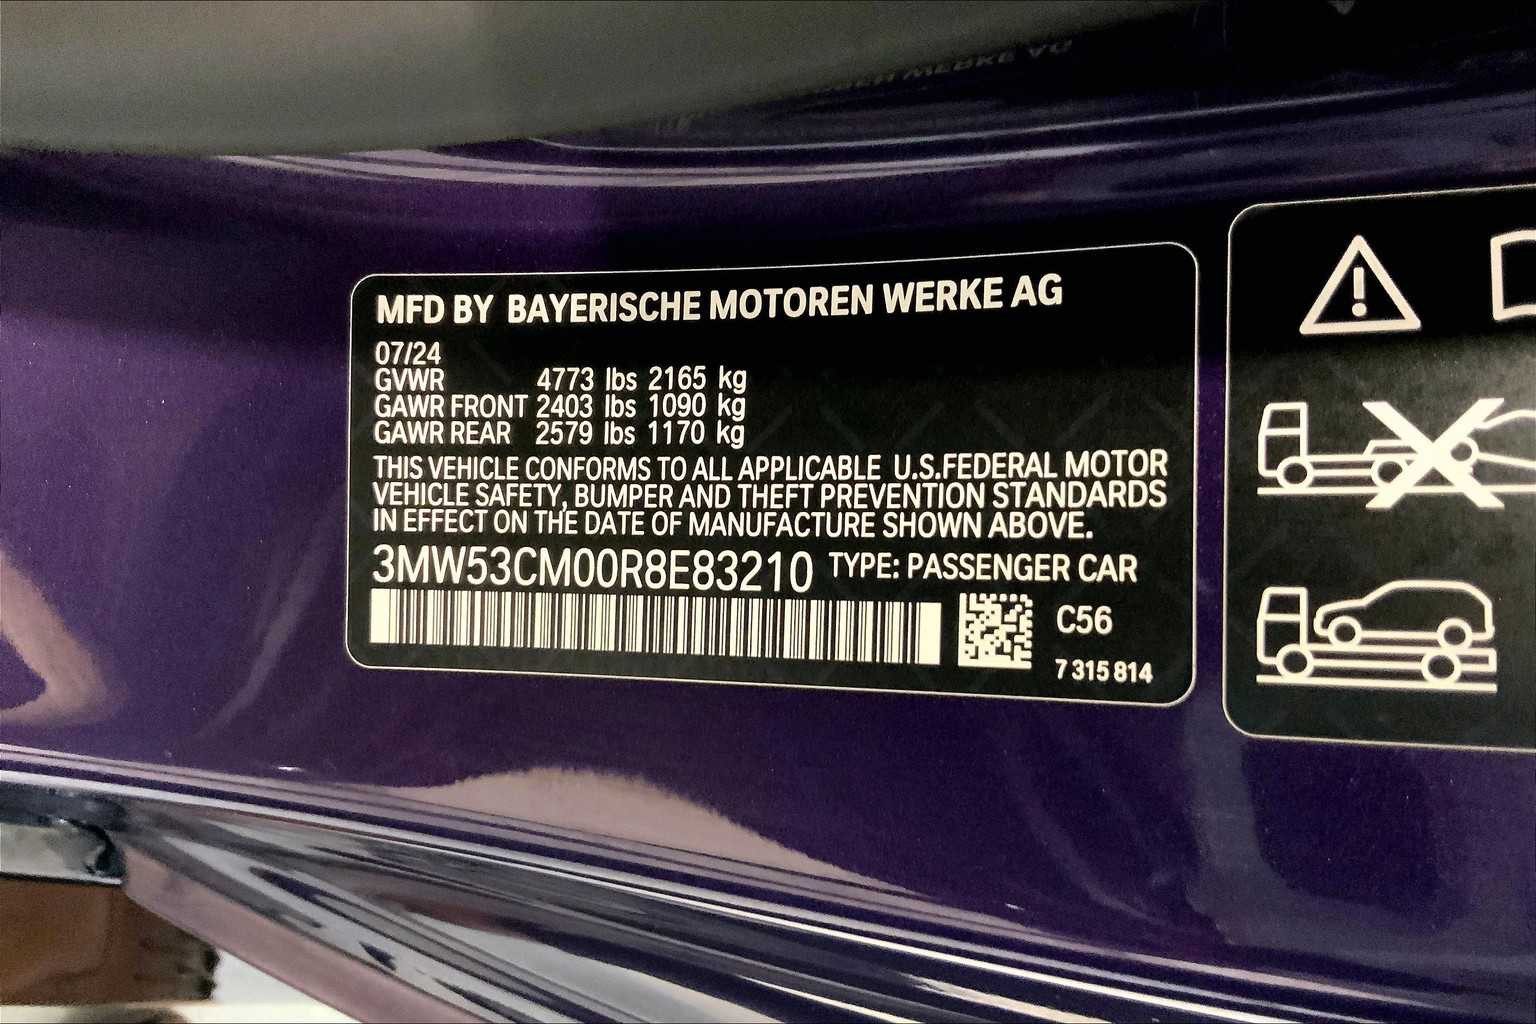 MFD BY BAYERISCHE MOTOREN WERKE AG
07/24
GVWR 4773 lbs 2165 kg
GAWR FRONT 2403 lbs 1090 kg
GAWR REAR 2579 lbs 1170 kg
THIS VEHICLE CONFORMS TO ALL APPLICABLE U.S.FEDERAL MOTOR
VEHICLE SAFETY, BUMPER AND THEFT PREVENTION STANDARDS
IN EFFECT ON THE DATE OF MANUFACTURE SHOWN ABOVE.
3MW53CM00R8E83210 TYPE: PASSENGER CAR
C56
7 315 814